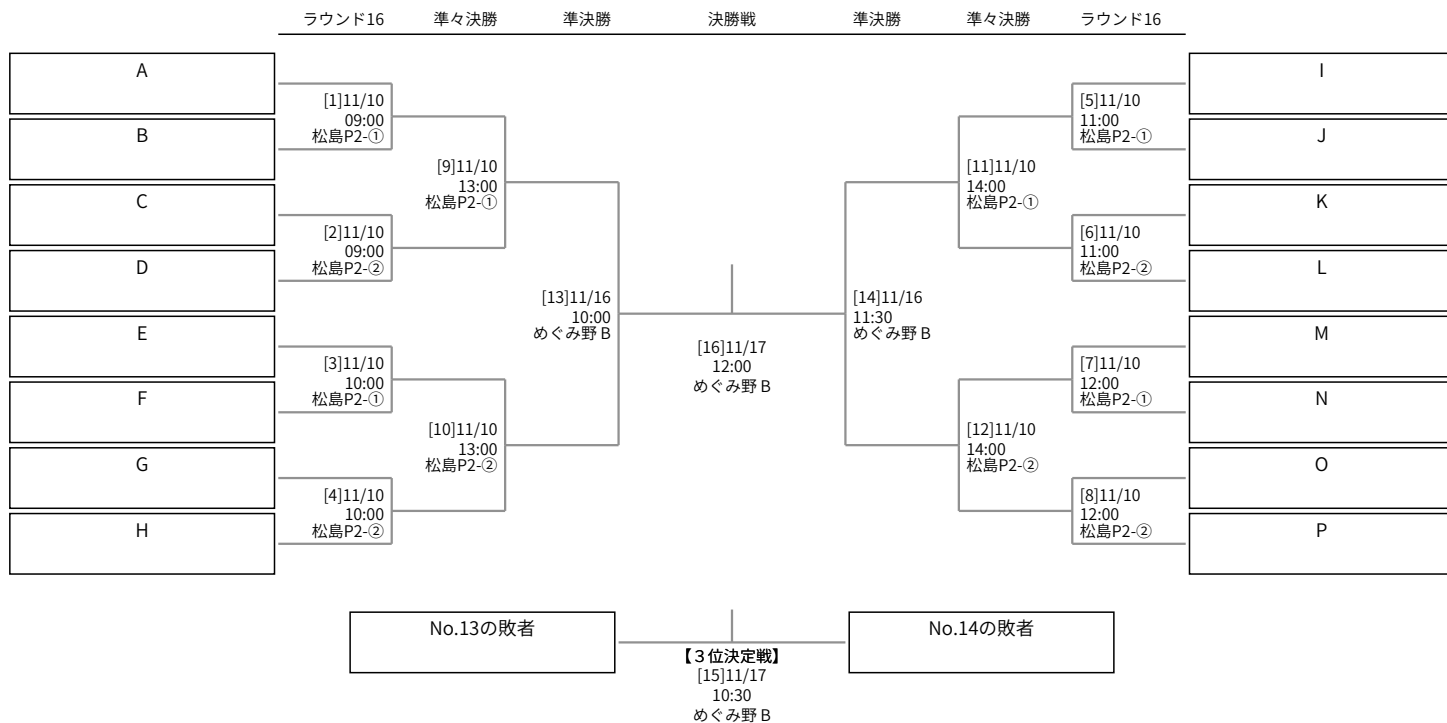 ラウンド16 準々決勝 準決勝 決勝戦 準決勝 準々決勝 ラウンド16
A
B
C
D
E
F
G
H
[1]11/10
09:00
松島P2-①
[2]11/10
09:00
松島P2-②
[3]11/10
10:00
松島P2-①
[4]11/10
10:00
松島P2-②
[9]11/10
13:00
松島P2-①
[10]11/10
13:00
松島P2-②
[13]11/16
10:00
めぐみ野 B
[16]11/17
12:00
めぐみ野 B
[14]11/16
11:30
めぐみ野 B
[11]11/10
14:00
松島P2-①
[12]11/10
14:00
松島P2-②
[5]11/10
11:00
松島P2-①
[6]11/10
11:00
松島P2-②
[7]11/10
12:00
松島P2-①
[8]11/10
12:00
松島P2-②
I
J
K
L
M
N
O
P
No.13の敗者
No.14の敗者
【３位決定戦】
[15]11/17
10:30
めぐみ野 B